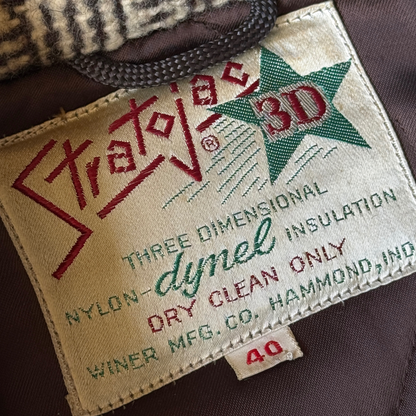 Stratojac ®
3D
THREE DIMENSIONAL
NYLON-dynel INSULATION
DRY CLEAN ONLY
WINER MFG. CO. HAMMOND, IND
40